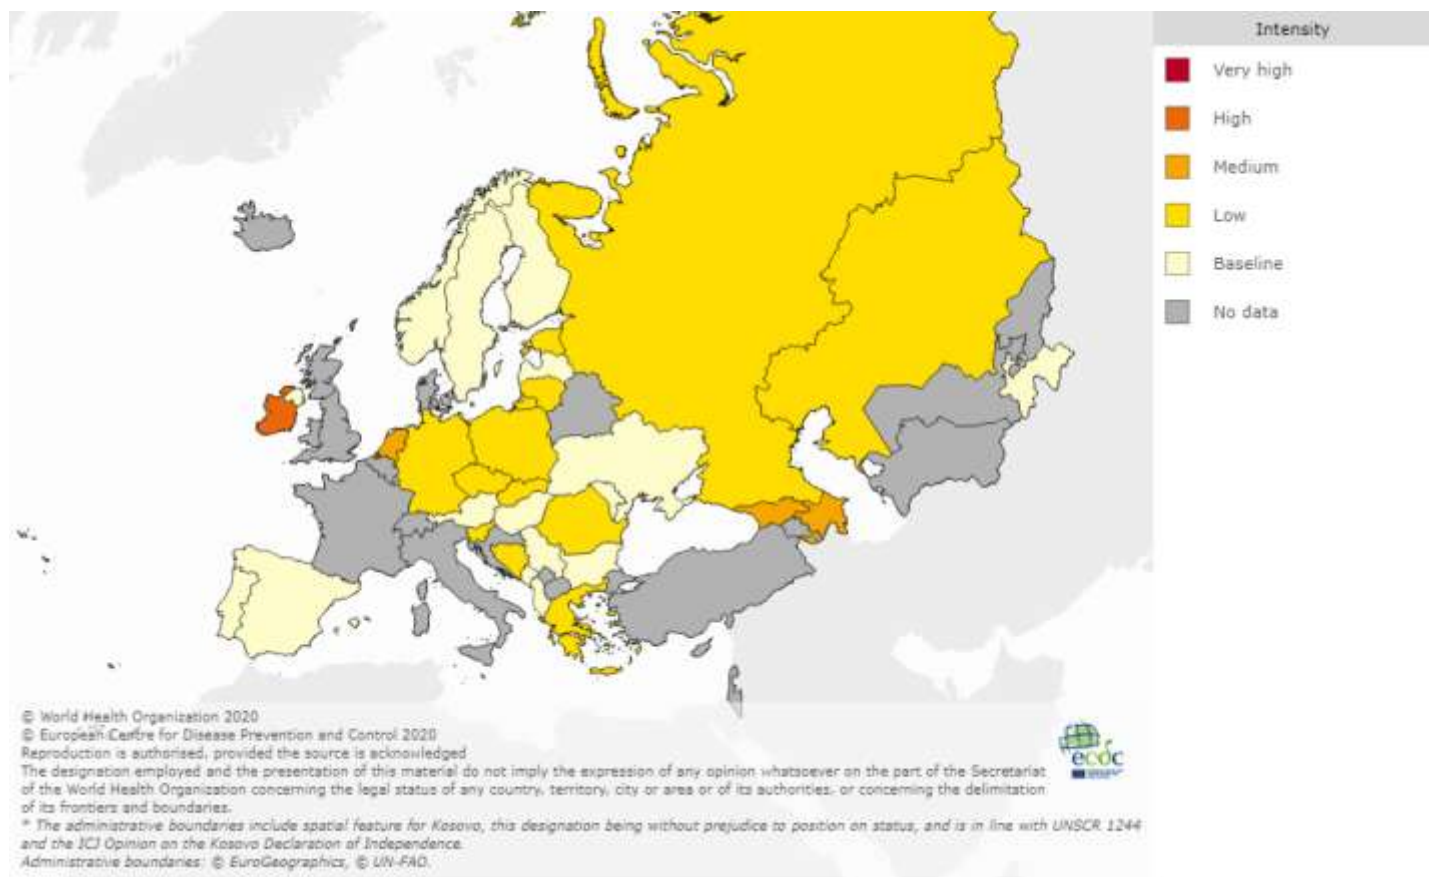 Intensity
Very high
High
Medium
Low
Baseline
No data
© World Health Organization 2020
© European Centre for Disease Prevention and Control 2020
Reproduction is authorised, provided the source is acknowledged
The designation employed and the presentation of this material do not imply the expression of any opinion whatsoever on the part of the Secretariat
of the World Health Organization concerning the legal status of any country, territory, city or area or of its authorities, or concerning the delimitation
of its frontiers and boundaries.
* The administrative boundaries include spatial feature for Kosovo, this designation being without prejudice to position on status, and is in line with UNSCR 1244
and the ICJ Opinion on the Kosovo Declaration of Independence.
Administrative boundaries: © EuroGeographics, © UN-FAO.
ecdc